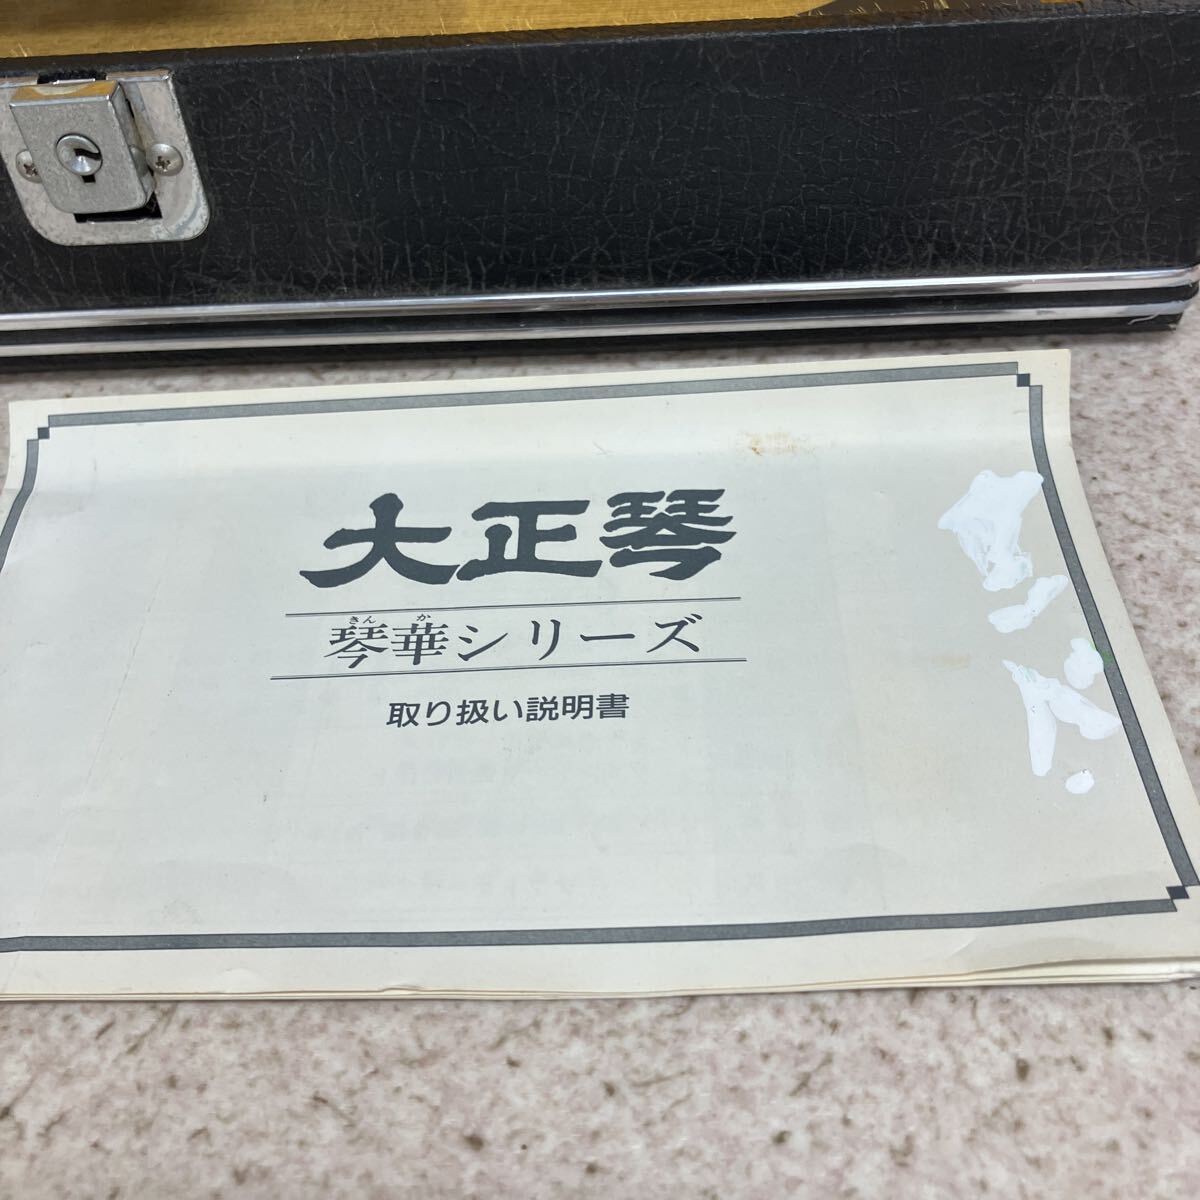 大正琴
きんか
琴華シリーズ
取り扱い説明書